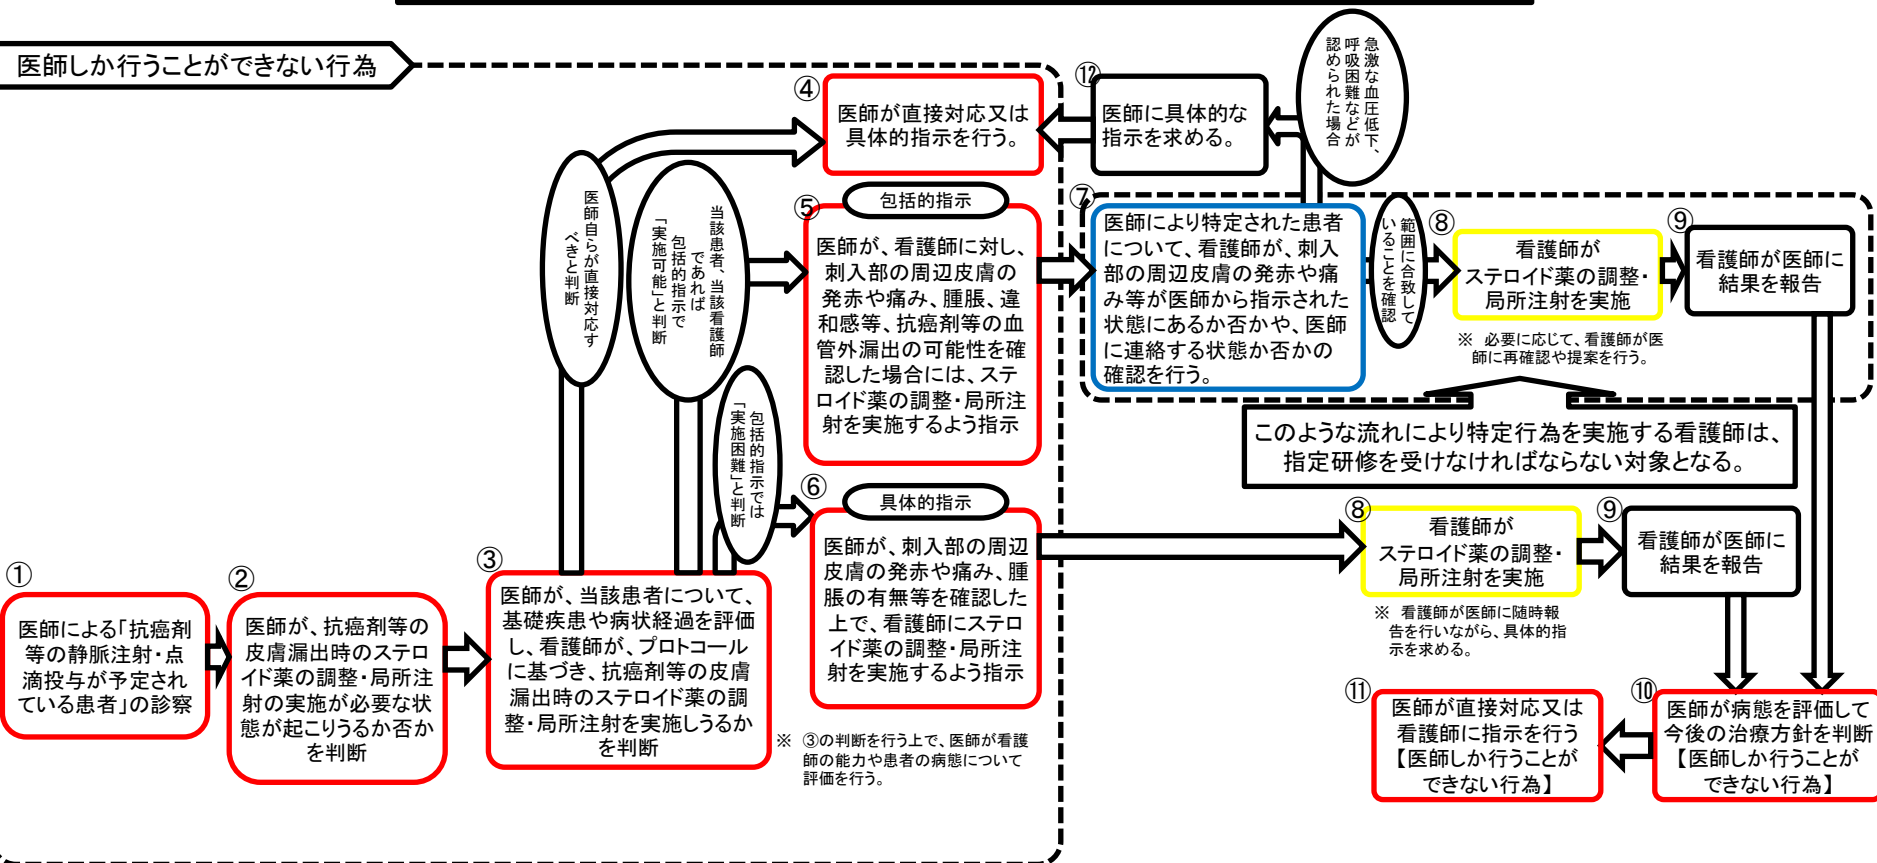 医師しか行うことができない行為
①
医師による「抗癌剤
等の静脈注射・点
滴投与が予定され
ている患者」の診察
②
医師が、抗癌剤等の
皮膚漏出時のステロ
イド薬の調整・局所注
射の実施が必要な状
態が起こりうるか否か
を判断
③
医師が、当該患者について、
基礎疾患や病状経過を評価
し、看護師が、プロトコール
に基づき、抗癌剤等の皮膚
漏出時のステロイド薬の調
整・局所注射を実施しうるか
を判断
※ ③の判断を行う上で、医師が看護
師の能力や患者の病態について
評価を行う。
医師自らが直接対応す
べきと判断
当該患者、当該看護師
であれば
包括的指示で
「実施可能」と判断
包括的指示では
「実施困難」と判断
④
医師が直接対応又は
具体的指示を行う。
⑤
包括的指示
医師が、看護師に対し、
刺入部の周辺皮膚の
発赤や痛み、腫脹、違
和感等、抗癌剤等の血
管外漏出の可能性を確
認した場合には、ステ
ロイド薬の調整・局所注
射を実施するよう指示
⑥
具体的指示
医師が、刺入部の周辺
皮膚の発赤や痛み、腫
脹の有無等を確認した
上で、看護師にステロ
イド薬の調整・局所注
射を実施するよう指示
⑫
医師に具体的な
指示を求める。
急激な血圧低下、
呼吸困難などが
認められた場合
⑦
医師により特定された患者
について、看護師が、刺入
部の周辺皮膚の発赤や痛
み等が医師から指示された
状態にあるか否かや、医師
に連絡する状態か否かの
確認を行う。
範囲に合致して
いることを確認
⑧
看護師が
ステロイド薬の調整・
局所注射を実施
※ 必要に応じて、看護師が医
師に再確認や提案を行う。
⑨
看護師が医師に
結果を報告
このような流れにより特定行為を実施する看護師は、
指定研修を受けなければならない対象となる。
⑧
看護師が
ステロイド薬の調整・
局所注射を実施
※ 看護師が医師に随時報
告を行いながら、具体的指
示を求める。
⑨
看護師が医師に
結果を報告
⑩
医師が病態を評価して
今後の治療方針を判断
【医師しか行うことが
できない行為】
⑪
医師が直接対応又は
看護師に指示を行う
【医師しか行うことが
できない行為】